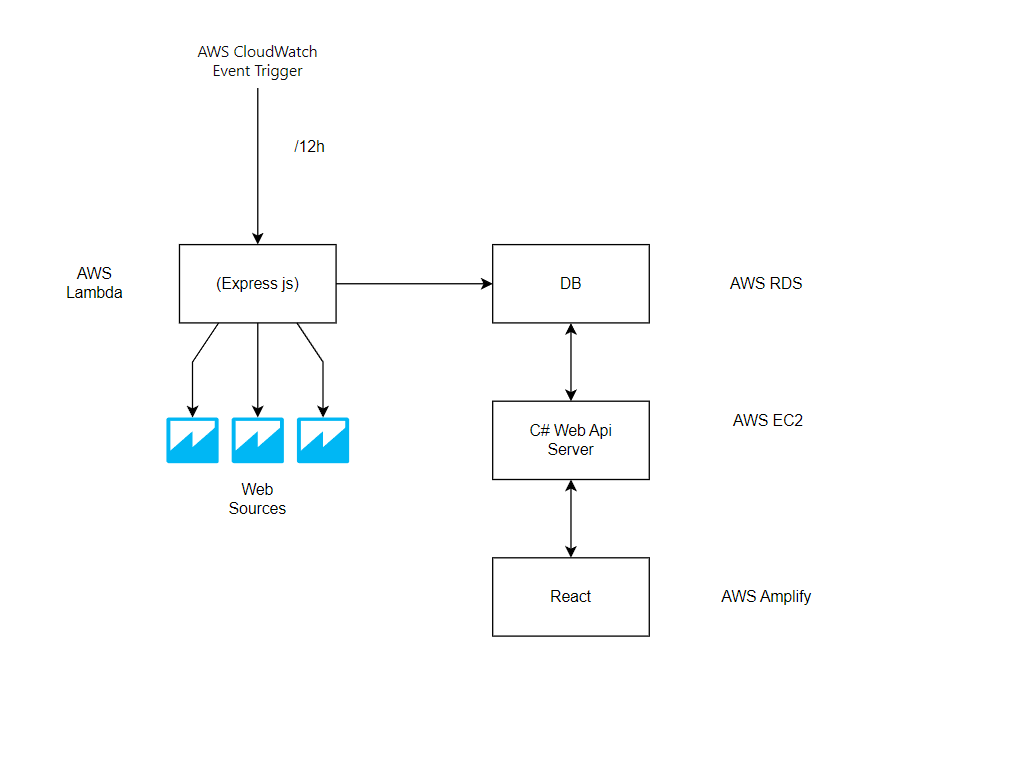 AWS CloudWatch
Event Trigger
/12h
AWS
Lambda
(Express js)
DB
AWS RDS
C# Web Api
Server
AWS EC2
Web
Sources
React
AWS Amplify